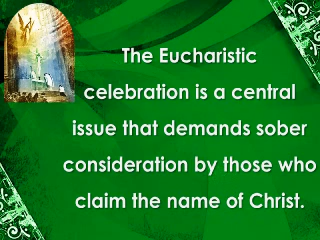 The Eucharistic
celebration is a central
issue that demands sober
consideration by those who
claim the name of Christ.